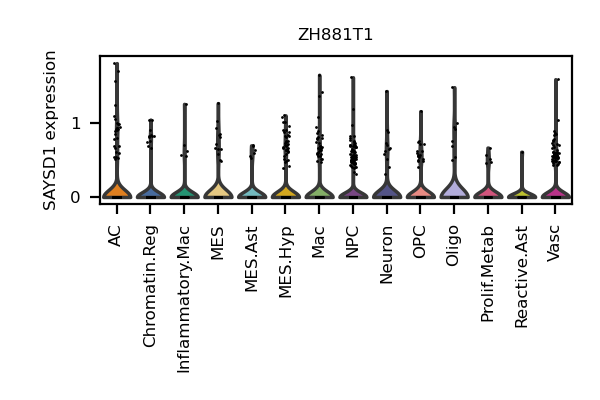 ZH881T1
SAYSD1 expression
1
0
AC
Chromatin.Reg
Inflammatory.Mac
MES
MES.Ast
MES.Hyp
Mac
NPC
Neuron
OPC
Oligo
Prolif.Metab
Reactive.Ast
Vasc